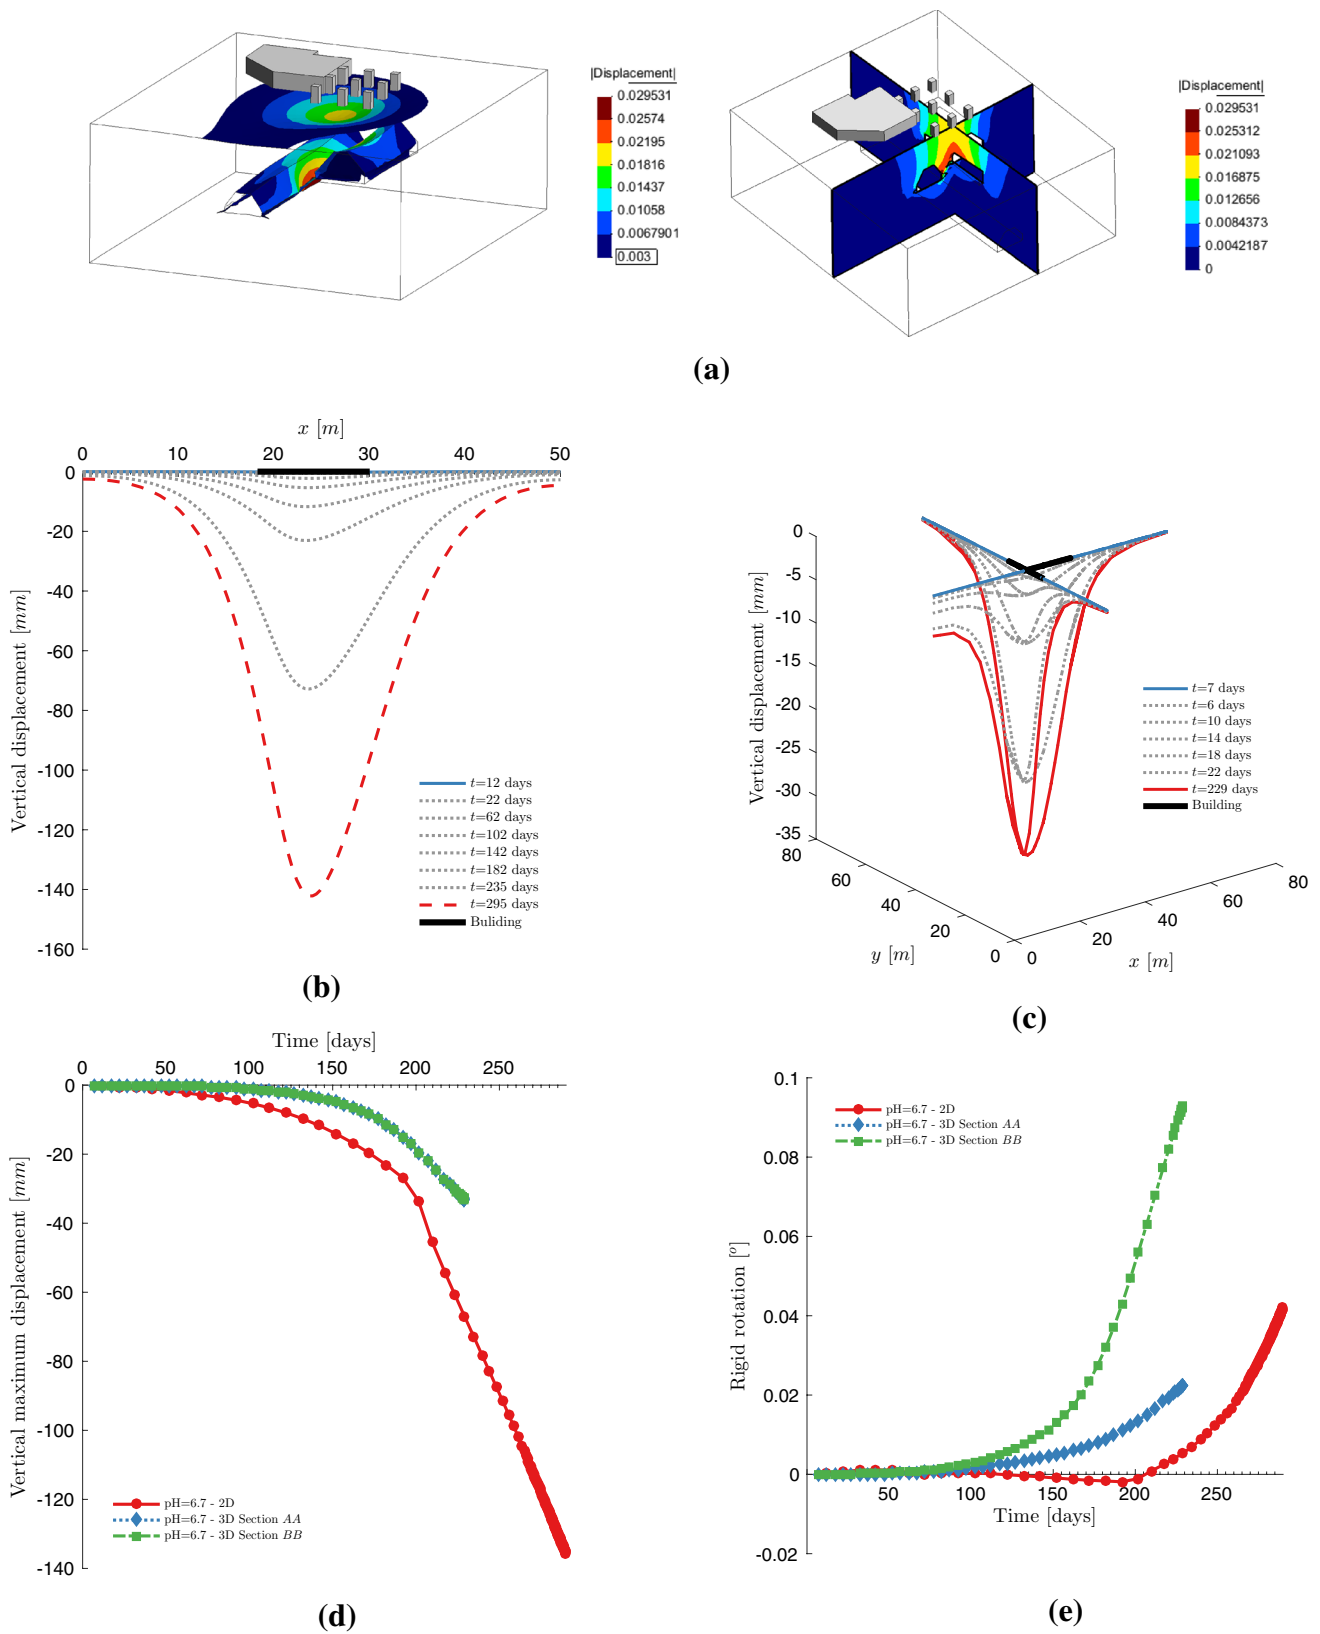 |Displacement|
0.029531
0.02574
0.02195
0.01816
0.01437
0.01058
0.0067901
0.003
|Displacement|
0.029531
0.025312
0.021093
0.016875
0.012656
0.0084373
0.0042187
0
(a)
x [m]
0 10 20 30 40 50
0
-20
-40
-60
-80
-100
-120
-140
-160
Vertical displacement [mm]
t=12 days
t=22 days
t=62 days
t=102 days
t=142 days
t=182 days
t=235 days
t=295 days
Buliding
(b)
0
-5
-10
-15
-20
-25
-30
-35
Vertical displacement [mm]
80
60
40
20
0
y [m]
0
20
40
60
80
x [m]
t=7 days
t=6 days
t=10 days
t=14 days
t=18 days
t=22 days
t=229 days
Building
(c)
Time [days]
0 50 100 150 200 250
0
-20
-40
-60
-80
-100
-120
-140
Vertical maximum displacement [mm]
pH=6.7 - 2D
pH=6.7 - 3D Section AA
pH=6.7 - 3D Section BB
(d)
0.1
0.08
0.06
0.04
0.02
0
-0.02
Rigid rotation [º]
pH=6.7 - 2D
pH=6.7 - 3D Section AA
pH=6.7 - 3D Section BB
50 100 150 200 250
Time [days]
(e)